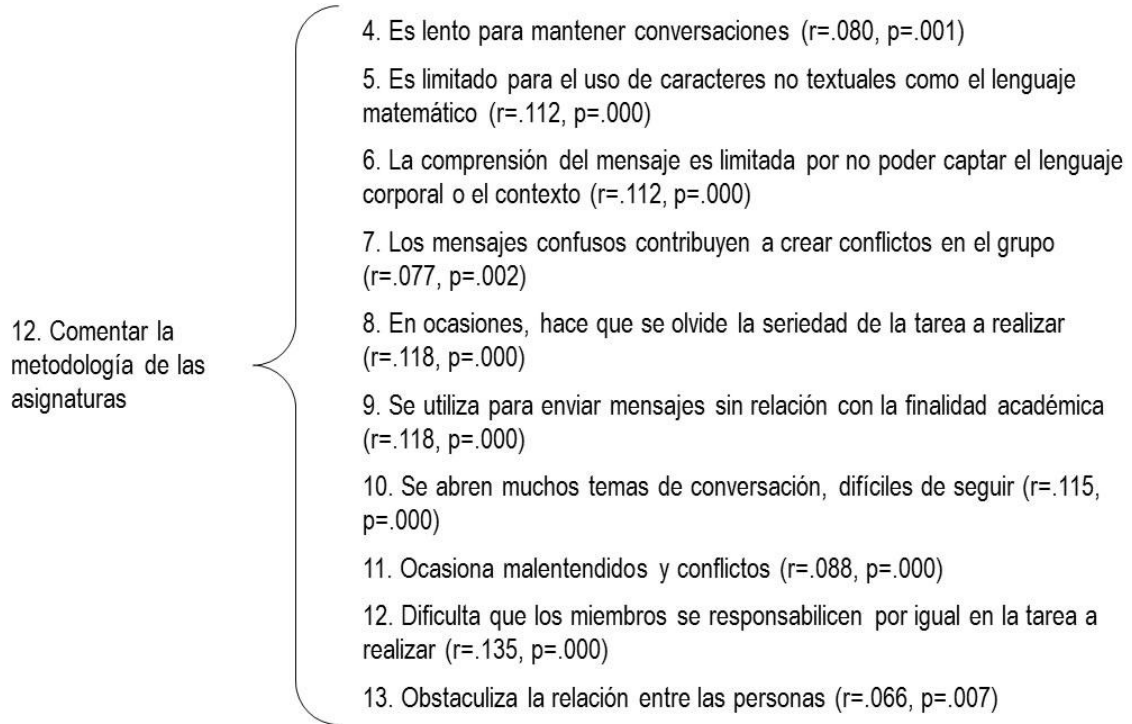 4. Es lento para mantener conversaciones (r=.080, p=.001)
5. Es limitado para el uso de caracteres no textuales como el lenguaje
matemático (r=.112, p=.000)
6. La comprensión del mensaje es limitada por no poder captar el lenguaje
corporal o el contexto (r=.112, p=.000)
7. Los mensajes confusos contribuyen a crear conflictos en el grupo
(r=.077, p=.002)
12. Comentar la
metodología de las
asignaturas
8. En ocasiones, hace que se olvide la seriedad de la tarea a realizar
(r=.118, p=.000)
9. Se utiliza para enviar mensajes sin relación con la finalidad académica
(r=.118, p=.000)
10. Se abren muchos temas de conversación, difíciles de seguir (r=.115,
p=.000)
11. Ocasiona malentendidos y conflictos (r=.088, p=.000)
12. Dificulta que los miembros se responsabilicen por igual en la tarea a
realizar (r=.135, p=.000)
13. Obstaculiza la relación entre las personas (r=.066, p=.007)